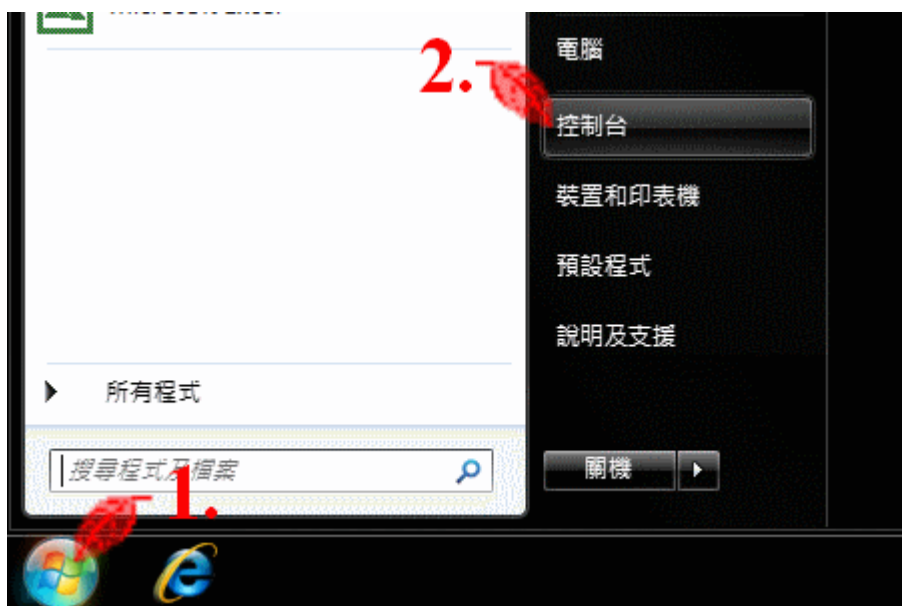 2.
電腦
控制台
裝置和印表機
預設程式
說明及支援
所有程式
搜尋程式及檔案
關機
1.